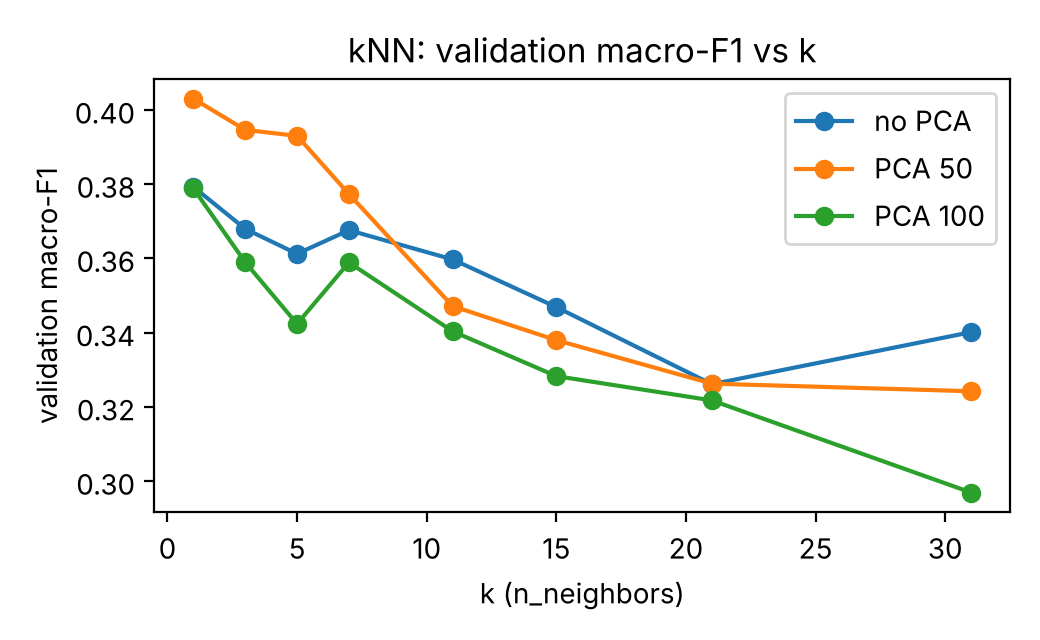 kNN: validation macro-F1 vs k
validation macro-F1
0.40
0.38
0.36
0.34
0.32
0.30
no PCA
PCA 50
PCA 100
0 5 10 15 20 25 30
k (n_neighbors)